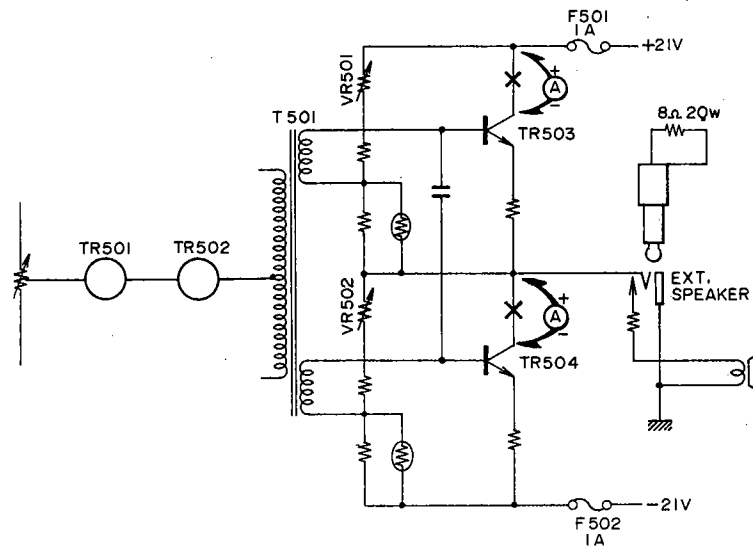 F501
1A
+21V
VR501
+
A
-
T501
8Ω 20W
TR503
TR501
TR502
VR502
EXT.
SPEAKER
+
A
-
TR504
-21V
F502
1A